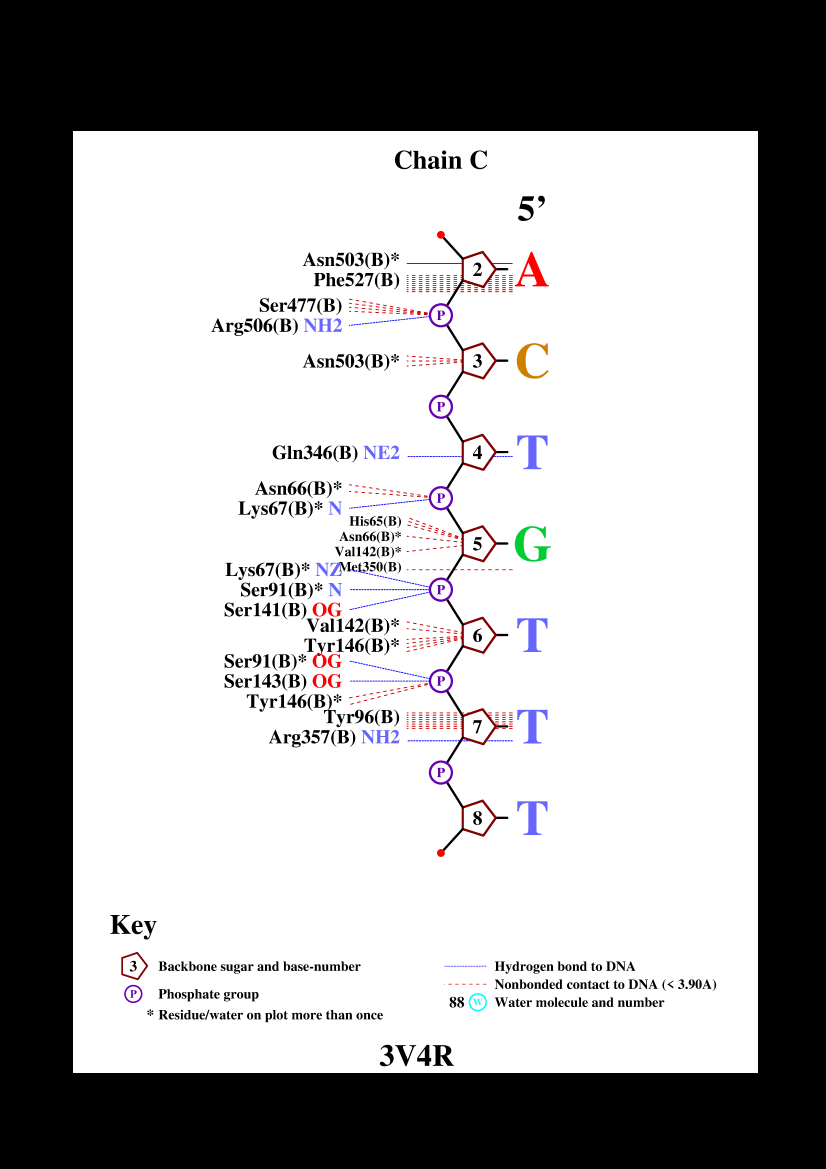 Chain C
5’
Asn503(B)*
2 A
Phe527(B)
Ser477(B)
P
Arg506(B) NH2
Asn503(B)* 3 C
P
Gln346(B) NE2 4 T
Asn66(B)*
P
Lys67(B)* N
His65(B)
Asn66(B)*
5 G
Val142(B)*
Met350(B)
Lys67(B)* NZ
Ser91(B)* N P
Ser141(B) OG
Val142(B)*
6 T
Tyr146(B)*
Ser91(B)* OG
Ser143(B) OG P
Tyr146(B)*
Tyr96(B)
7 T
Arg357(B) NH2
P
8 T
Key
3 Backbone sugar and base-number
P Phosphate group
* Residue/water on plot more than once
Hydrogen bond to DNA
Nonbonded contact to DNA (< 3.90A)
88 W Water molecule and number
3V4R